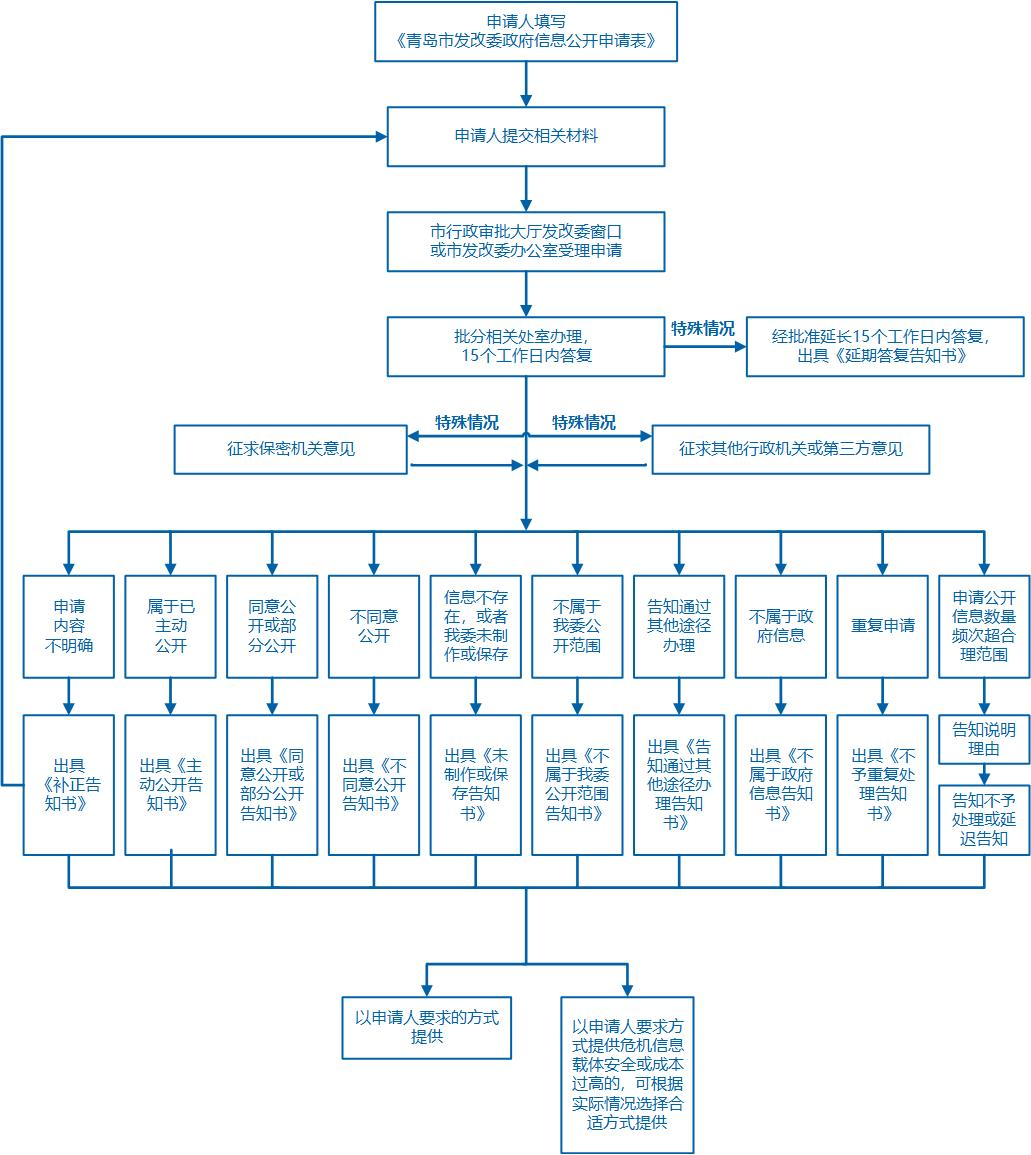 申请人填写
《青岛市发改委政府信息公开申请表》
申请人提交相关材料
市行政审批大厅发改委窗口
或市发改委办公室受理申请
批分相关处室办理，
15个工作日内答复
特殊情况
经批准延长15个工作日内答复，
出具《延期答复告知书》
特殊情况
特殊情况
征求保密机关意见
征求其他行政机关或第三方意见
申请
内容
不明确
属于已
主动
公开
同意公
开或部
分公开
不同意
公开
信息不存
在，或者
我委未制
作或保存
不属于
我委公
开范围
告知通过
其他途径
办理
不属于政
府信息
重复申请
申请公开
信息数量
频次超合
理范围
出具
《补正告
知书》
出具《主
动公开告
知书》
出具《同
意公开或
部分公开
告知书》
出具《不
同意公开
告知书》
出具《未
制作或保
存告知
书》
出具《不
属于我委
公开范围
告知书》
出具《告
知通过其
他途径办
理告知
书》
出具《不
属于政府
信息告知
书》
出具《不
予重复处
理告知
书》
告知说明
理由
告知不予
处理或延
迟告知
以申请人要求的方式
提供
以申请人要求方
式提供危机信息
载体安全或成本
过高的，可根据
实际情况选择合
适方式提供